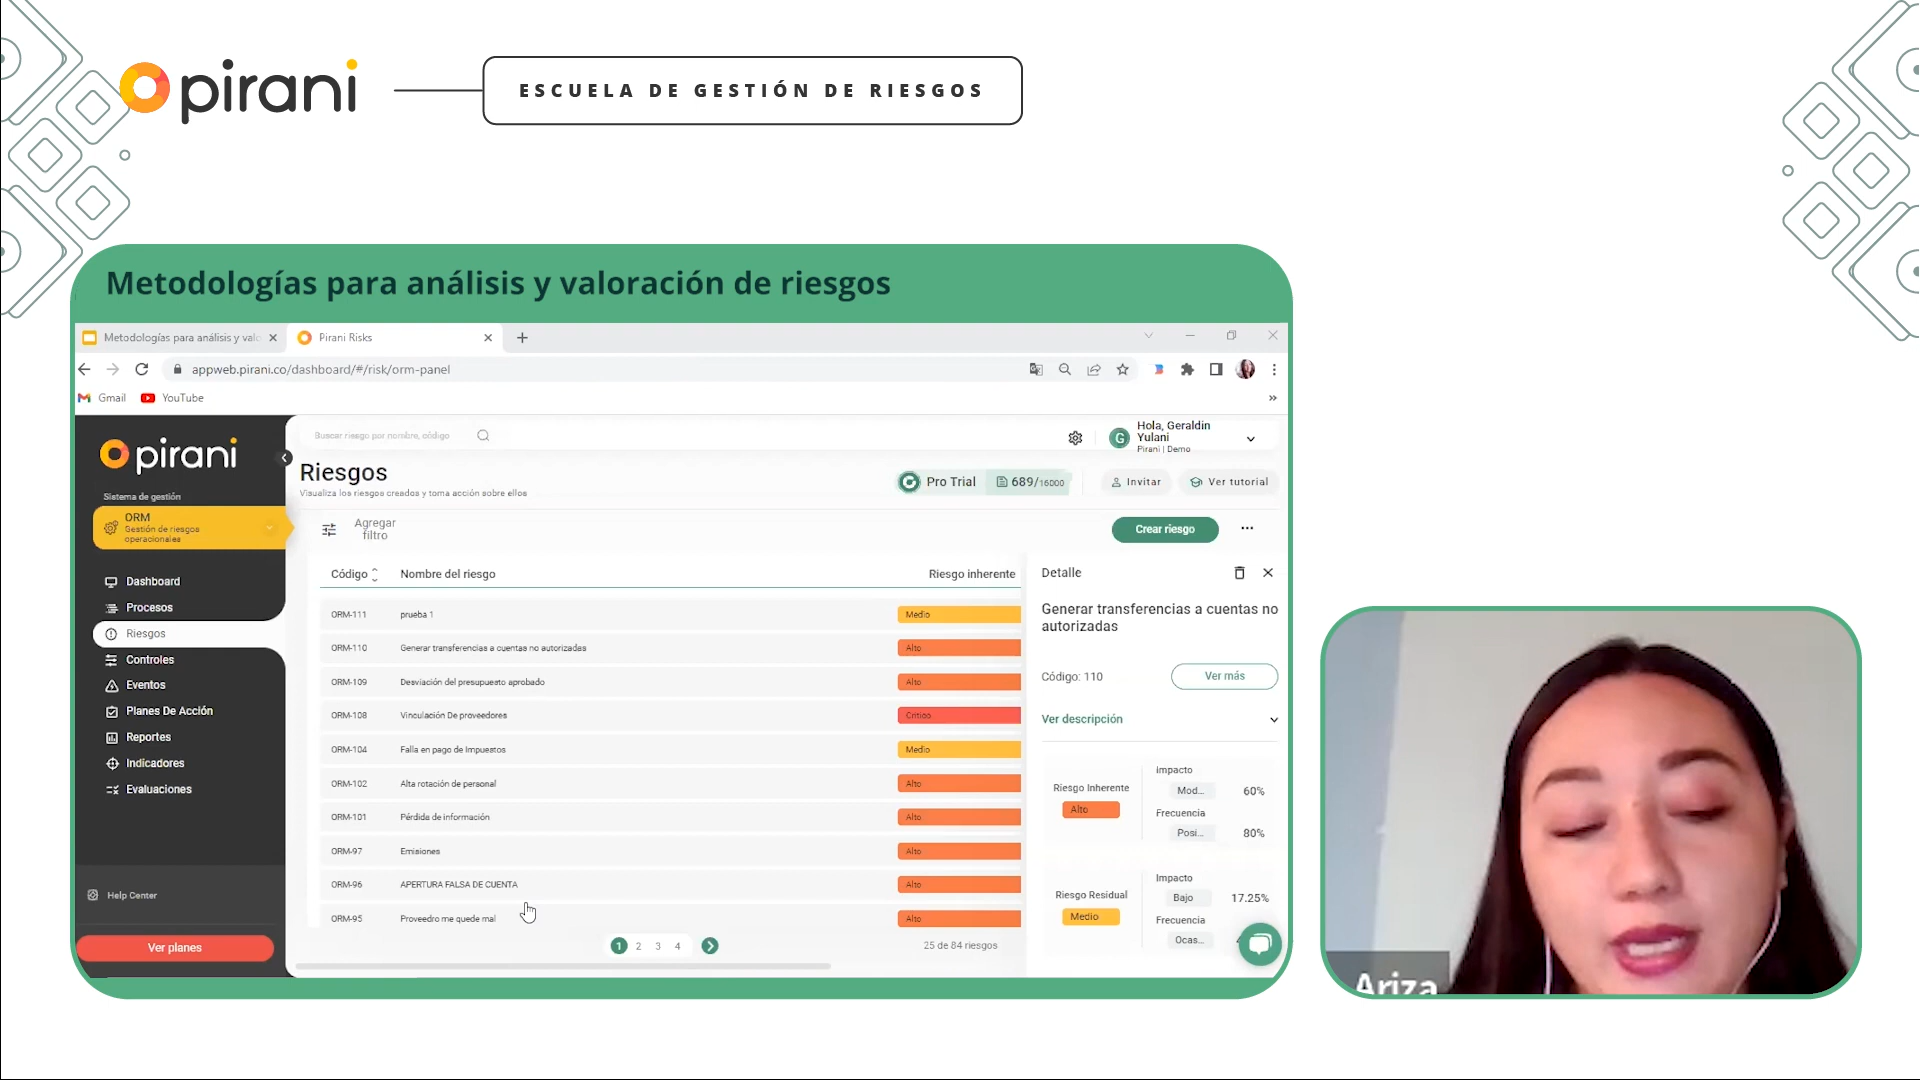 pirani
ESCUELA DE GESTIÓN DE RIESGOS
Metodologías para análisis y valoración de riesgos
Metodologías para análisis y valo
Pirani Risks
appweb.pirani.co/dashboard/#/risk/orm-panel
Gmail
YouTube
pirani
Sistema de gestión
ORM
Gestión de riesgos
operacionales
Dashboard
Procesos
Riesgos
Controles
Eventos
Planes De Acción
Reportes
Indicadores
Evaluaciones
Help Center
Ver planes
Buscar riesgo por nombre, código
G
Hola, Geraldin
Yulani
Pirani | Demo
Riesgos
Visualiza los riesgos creados y toma acción sobre ellos
Pro Trial
689/16000
Invitar
Ver tutorial
Agregar
filtro
Crear riesgo
Código
Nombre del riesgo
Riesgo inherente
ORM-111 prueba 1 Medio
ORM-110 Generar transferencias a cuentas no autorizadas Alto
ORM-109 Desviación del presupuesto aprobado Alto
ORM-108 Vinculación De proveedores Crítico
ORM-104 Falla en pago de Impuestos Medio
ORM-102 Alta rotación de personal Alto
ORM-101 Pérdida de información Alto
ORM-97 Emisiones Alto
ORM-96 APERTURA FALSA DE CUENTA Alto
ORM-95 Proveedro me quede mal Alto
1 2 3 4
25 de 84 riesgos
Detalle
Generar transferencias a cuentas no
autorizadas
Código: 110
Ver más
Ver descripción
Riesgo Inherente
Alto
Impacto
Mod... 60%
Frecuencia
Posi... 80%
Riesgo Residual
Medio
Impacto
Bajo 17.25%
Frecuencia
Ocas...
Ariza